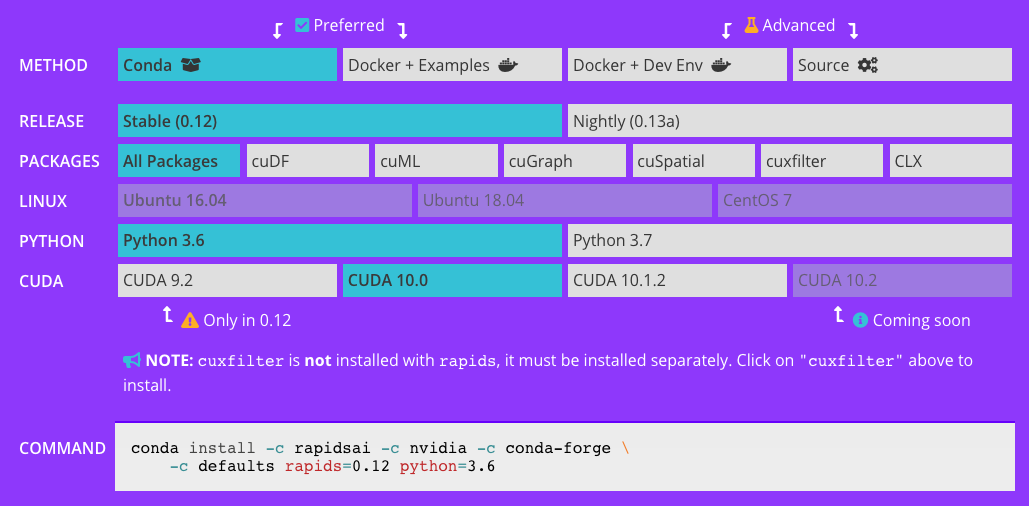 Preferred Advanced
METHOD Conda Docker + Examples Docker + Dev Env Source
RELEASE Stable (0.12) Nightly (0.13a)
PACKAGES All Packages cuDF cuML cuGraph cuSpatial cuxfilter CLX
LINUX Ubuntu 16.04 Ubuntu 18.04 CentOS 7
PYTHON Python 3.6 Python 3.7
CUDA CUDA 9.2 CUDA 10.0 CUDA 10.1.2 CUDA 10.2
Only in 0.12 Coming soon
NOTE: cuxfilter is not installed with rapids, it must be installed separately. Click on "cuxfilter" above to
install.
COMMAND conda install -c rapidsai -c nvidia -c conda-forge \
-c defaults rapids=0.12 python=3.6